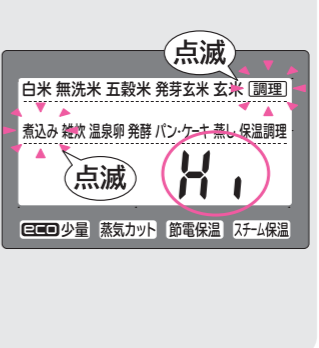 点滅
白米 無洗米 五穀米 発芽玄米 玄米 調理
煮込み 雑炊 温泉卵 発酵 パン・ケーキ 蒸し 保温調理
点滅
Hi
eco少量 蒸気カット 節電保温 スチーム保温